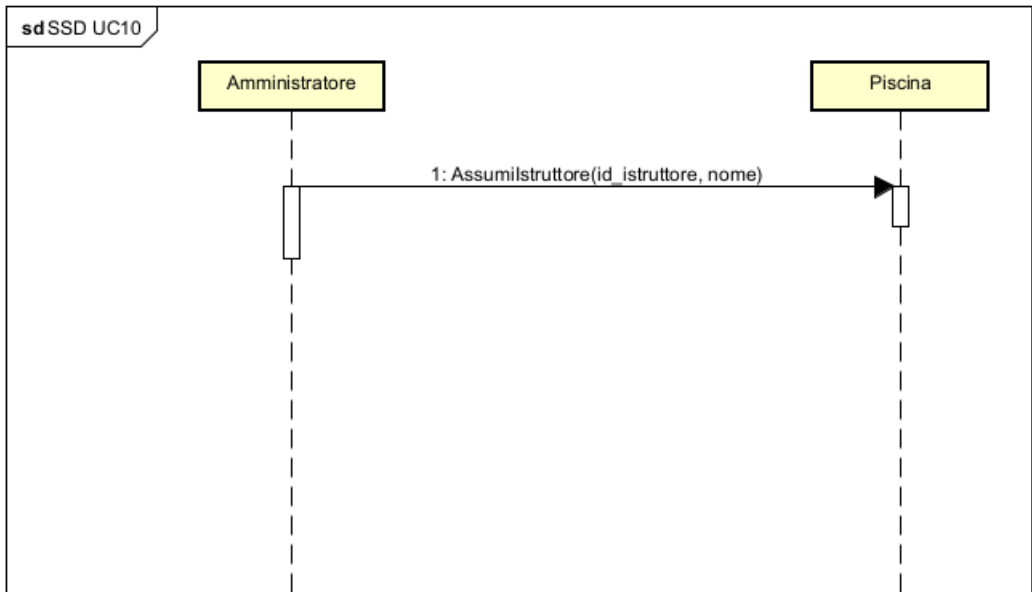 sd SSD UC10
Amministratore
Piscina
1: AssumiIstruttore(id_istruttore, nome)